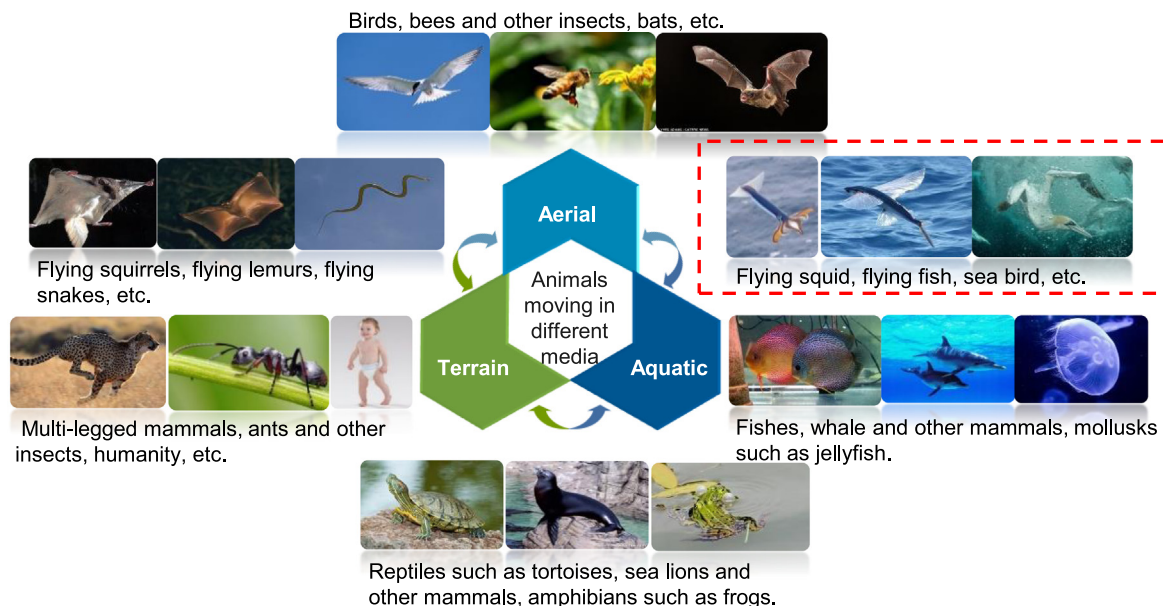 Birds, bees and other insects, bats, etc.
Aerial
Flying squirrels, flying lemurs, flying
snakes, etc.
Flying squid, flying fish, sea bird, etc.
Animals
moving in
different
media
Terrain
Aquatic
Multi-legged mammals, ants and other
insects, humanity, etc.
Fishes, whale and other mammals, mollusks
such as jellyfish.
Reptiles such as tortoises, sea lions and
other mammals, amphibians such as frogs.